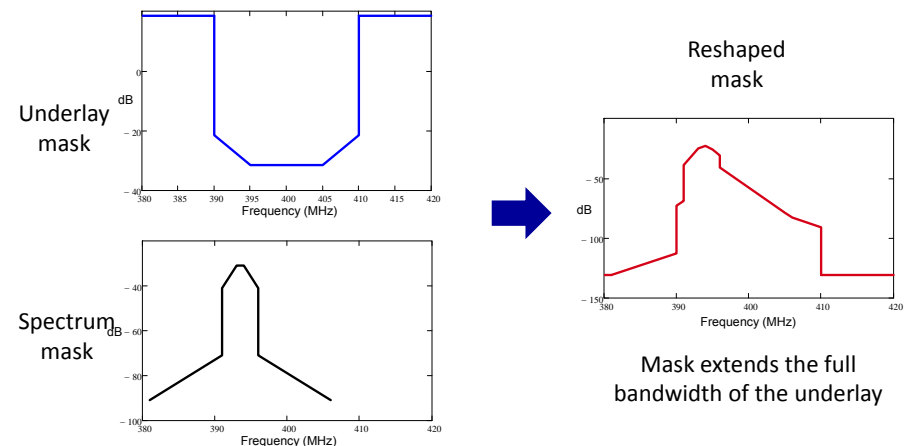 Underlay
mask
dB
0
– 20
– 40
380
385
390
395
400
405
410
415
420
Frequency (MHz)
Spectrum
mask
dB
– 40
– 60
– 80
– 100
380
390
400
410
420
Frequency (MHz)
Reshaped
mask
dB
– 50
– 100
– 150
380
390
400
410
420
Frequency (MHz)
Mask extends the full
bandwidth of the underlay